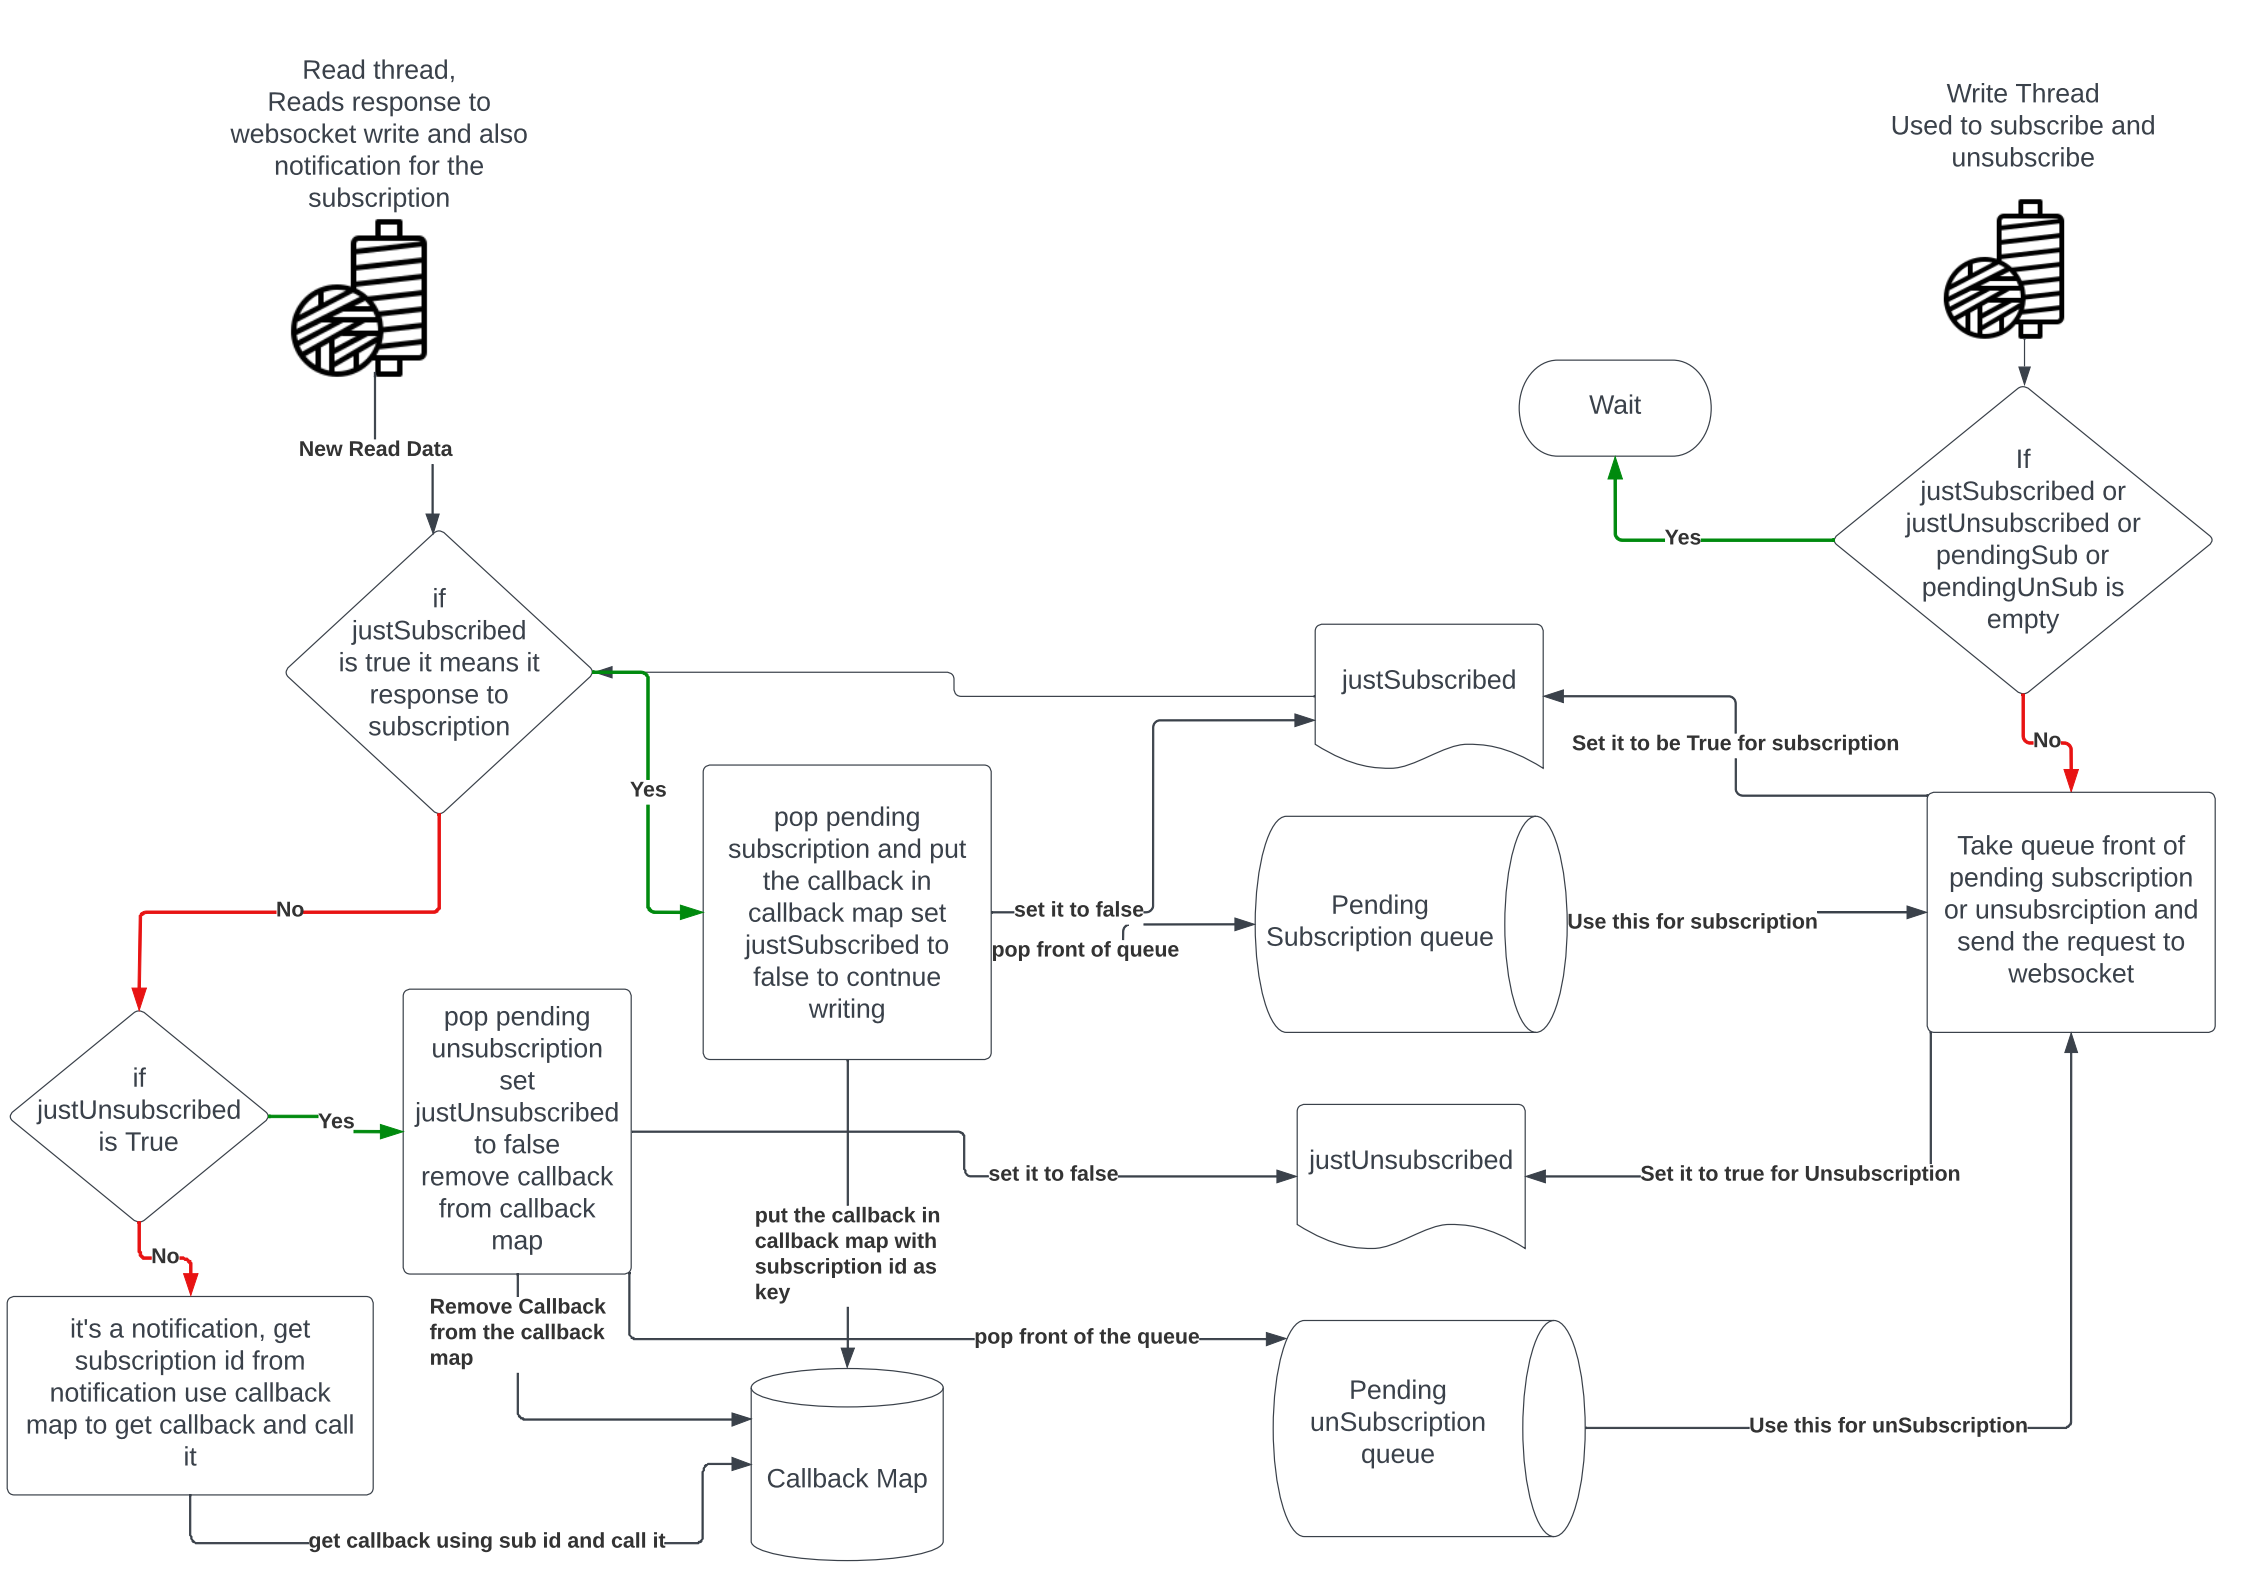 Read thread,
Reads response to
websocket write and also
notification for the
subscription
Write Thread
Used to subscribe and
unsubscribe
New Read Data
Wait
If
justSubscribed or
justUnsubscribed or
pendingSub or
pendingUnSub is
empty
Yes
No
if
justSubscribed
is true it means it
response to
subscription
Yes
No
justSubscribed
Set it to be True for subscription
pop pending
subscription and put
the callback in
callback map set
justSubscribed to
false to contnue
writing
set it to false
pop front of queue
Pending
Subscription queue
Use this for subscription
Take queue front of
pending subscription
or unsubsrciption and
send the request to
websocket
if
justUnsubscribed
is True
Yes
No
pop pending
unsubscription
set
justUnsubscribed
to false
remove callback
from callback
map
set it to false
justUnsubscribed
Set it to true for Unsubscription
put the callback in
callback map with
subscription id as
key
Remove Callback
from the callback
map
pop front of the queue
it's a notification, get
subscription id from
notification use callback
map to get callback and call
it
get callback using sub id and call it
Callback Map
Pending
unSubscription
queue
Use this for unSubscription